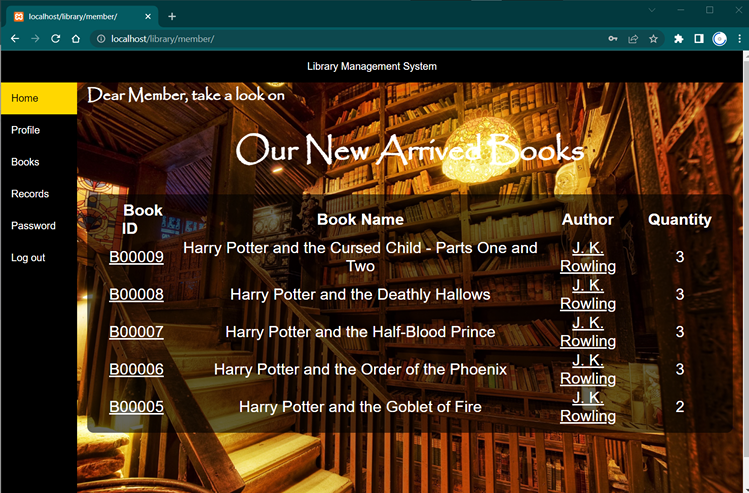 localhost/library/member/
localhost/library/member/
Library Management System
Home
Profile
Books
Records
Password
Log out
Dear Member, take a look on
Our New Arrived Books
Book ID Book Name Author Quantity
B00009 Harry Potter and the Cursed Child - Parts One and Two J. K. Rowling 3
B00008 Harry Potter and the Deathly Hallows J. K. Rowling 3
B00007 Harry Potter and the Half-Blood Prince J. K. Rowling 3
B00006 Harry Potter and the Order of the Phoenix J. K. Rowling 3
B00005 Harry Potter and the Goblet of Fire J. K. Rowling 2